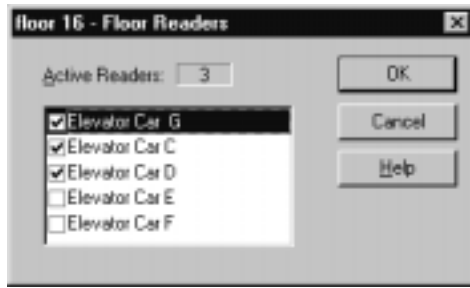 floor 16 - Floor Readers
Active Readers: 3
OK
Elevator Car G
Cancel
Elevator Car C
Elevator Car D
Help
Elevator Car E
Elevator Car F